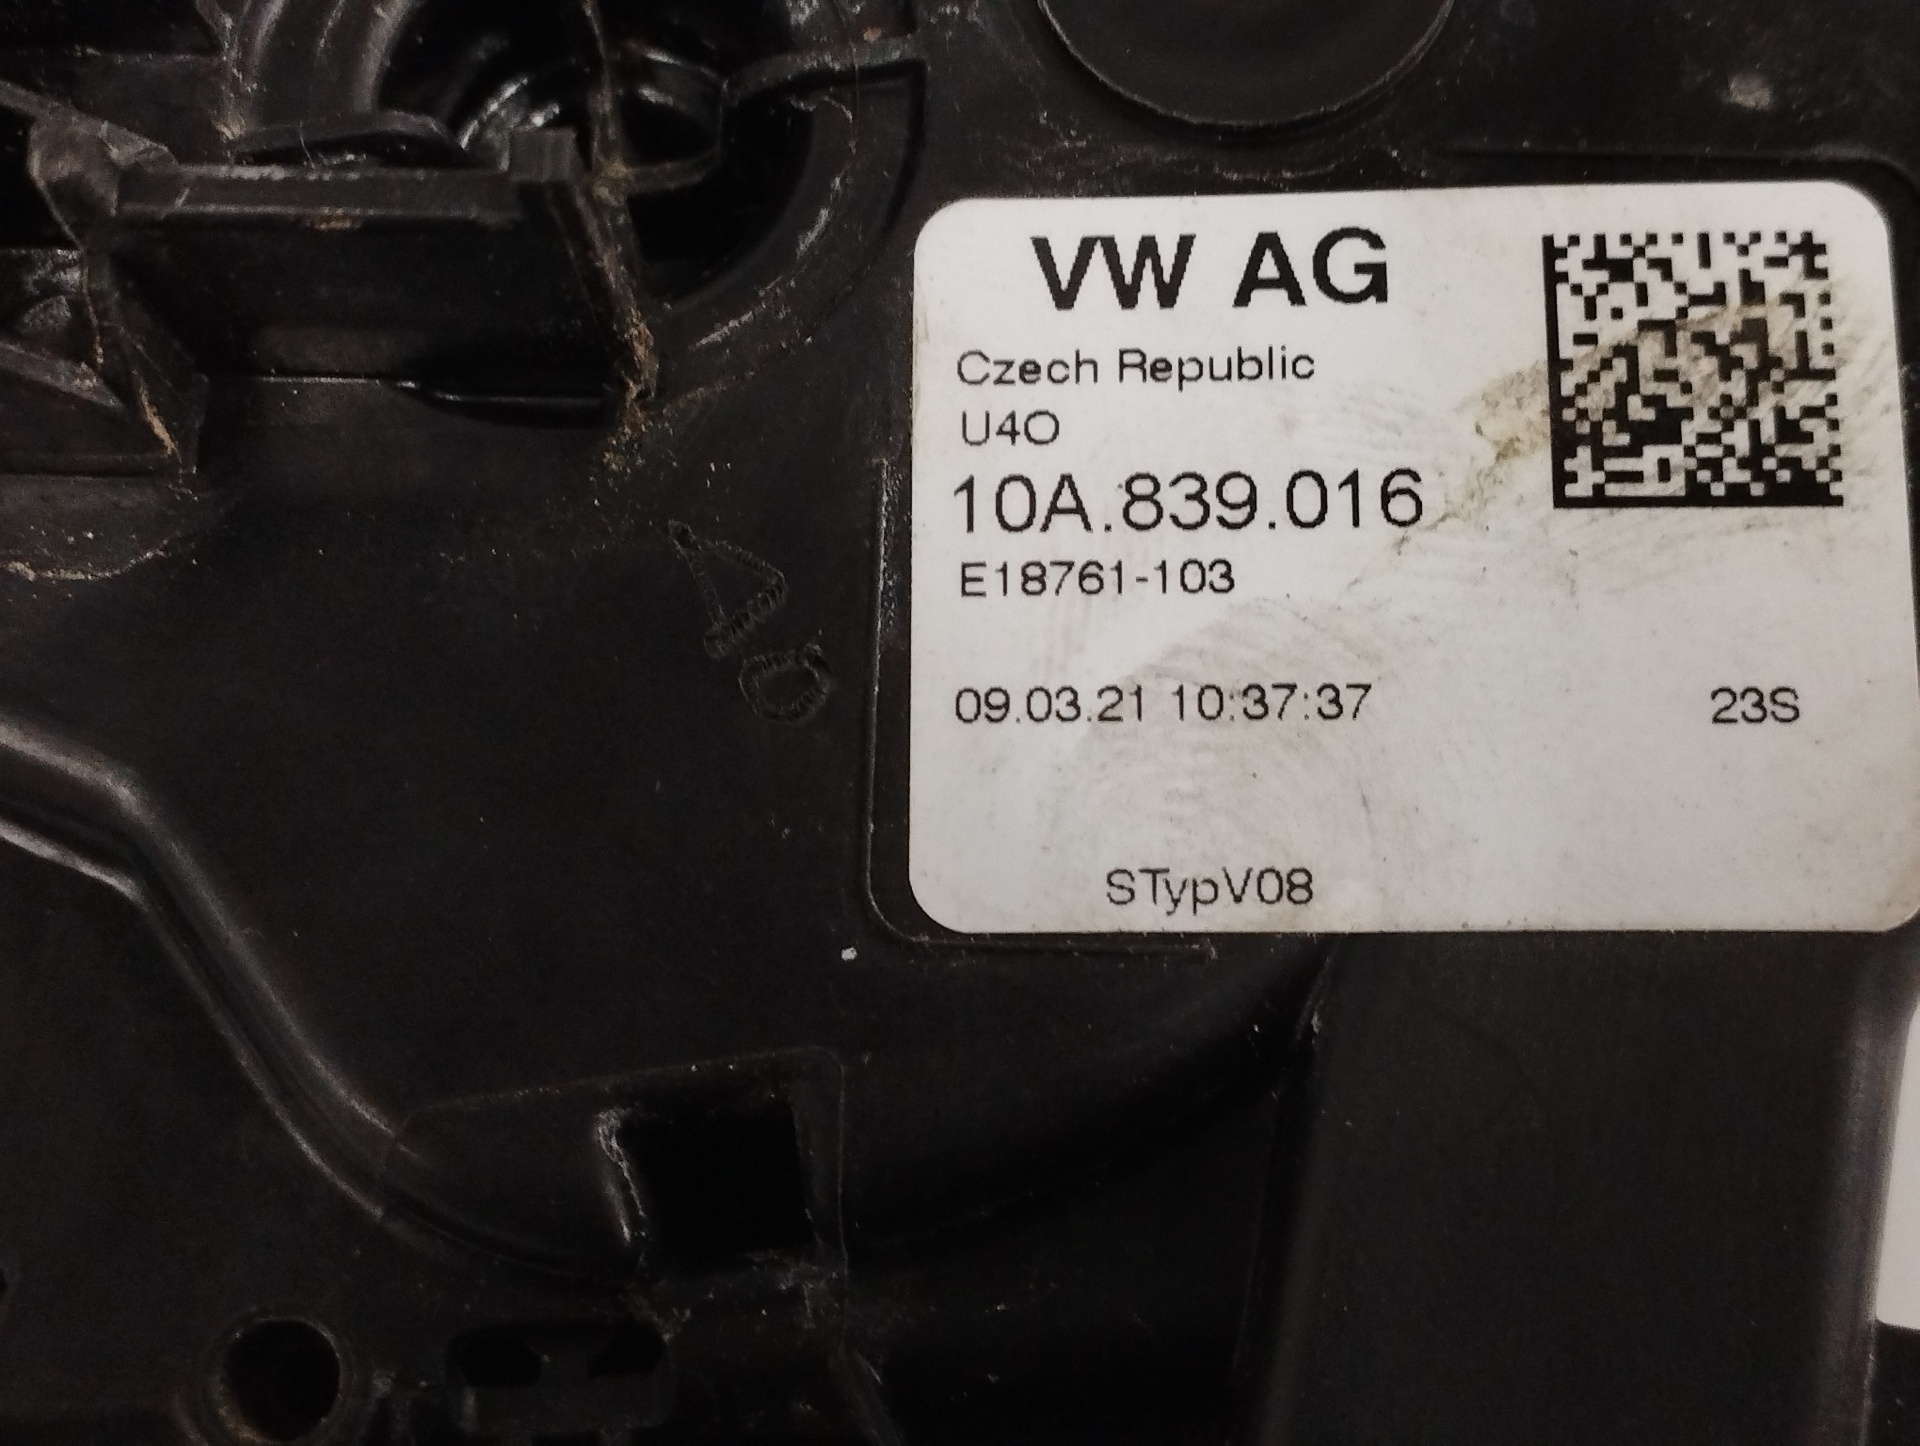 VW AG
Czech Republic
U4O
10A.839.016
E18761-103
09.03.21 10:37:37 23S
STypV08